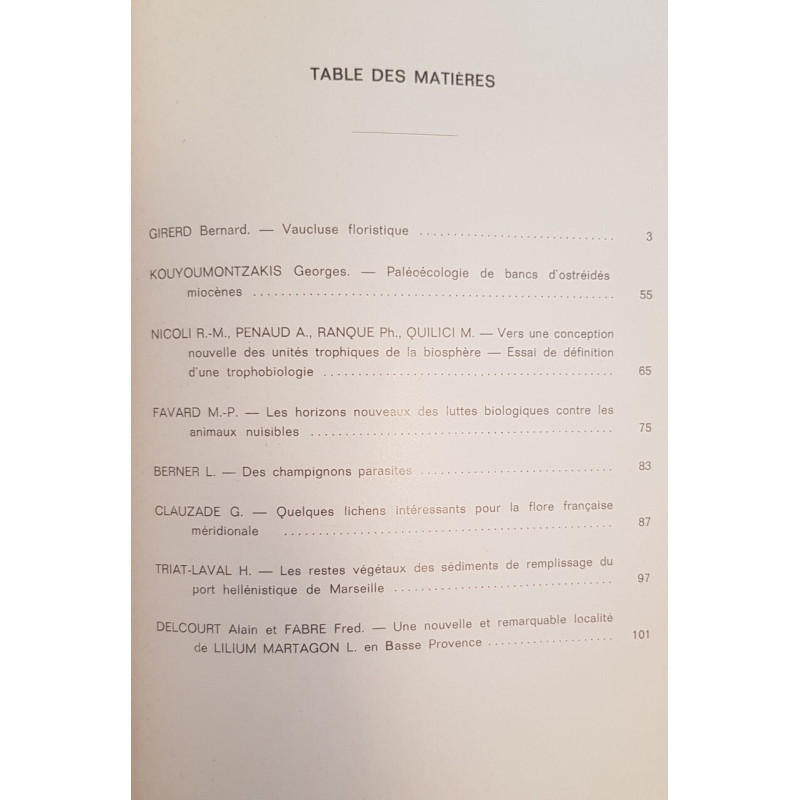 TABLE DES MATIÈRES
GIRERD Bernard. — Vaucluse floristique ............................. 3
KOUYOUMONTZAKIS Georges. — Paléoécologie de bancs d'ostréidés
miocènes ...................................................... 55
NICOLI R.-M., PENAUD A., RANQUE Ph., QUILICI M. — Vers une conception
nouvelle des unités trophiques de la biosphère — Essai de définition
d'une trophobiologie ........................................... 65
FAVARD M.-P. — Les horizons nouveaux des luttes biologiques contre les
animaux nuisibles ............................................. 75
BERNER L. — Des champignons parasites ............................. 83
CLAUZADE G. — Quelques lichens intéressants pour la flore française
méridionale ................................................. 87
TRIAT-LAVAL H. — Les restes végétaux des sédiments de remplissage du
port hellénistique de Marseille ................................. 97
DELCOURT Alain et FABRE Fred. — Une nouvelle et remarquable localité
de LILIUM MARTAGON L. en Basse Provence ................... 101